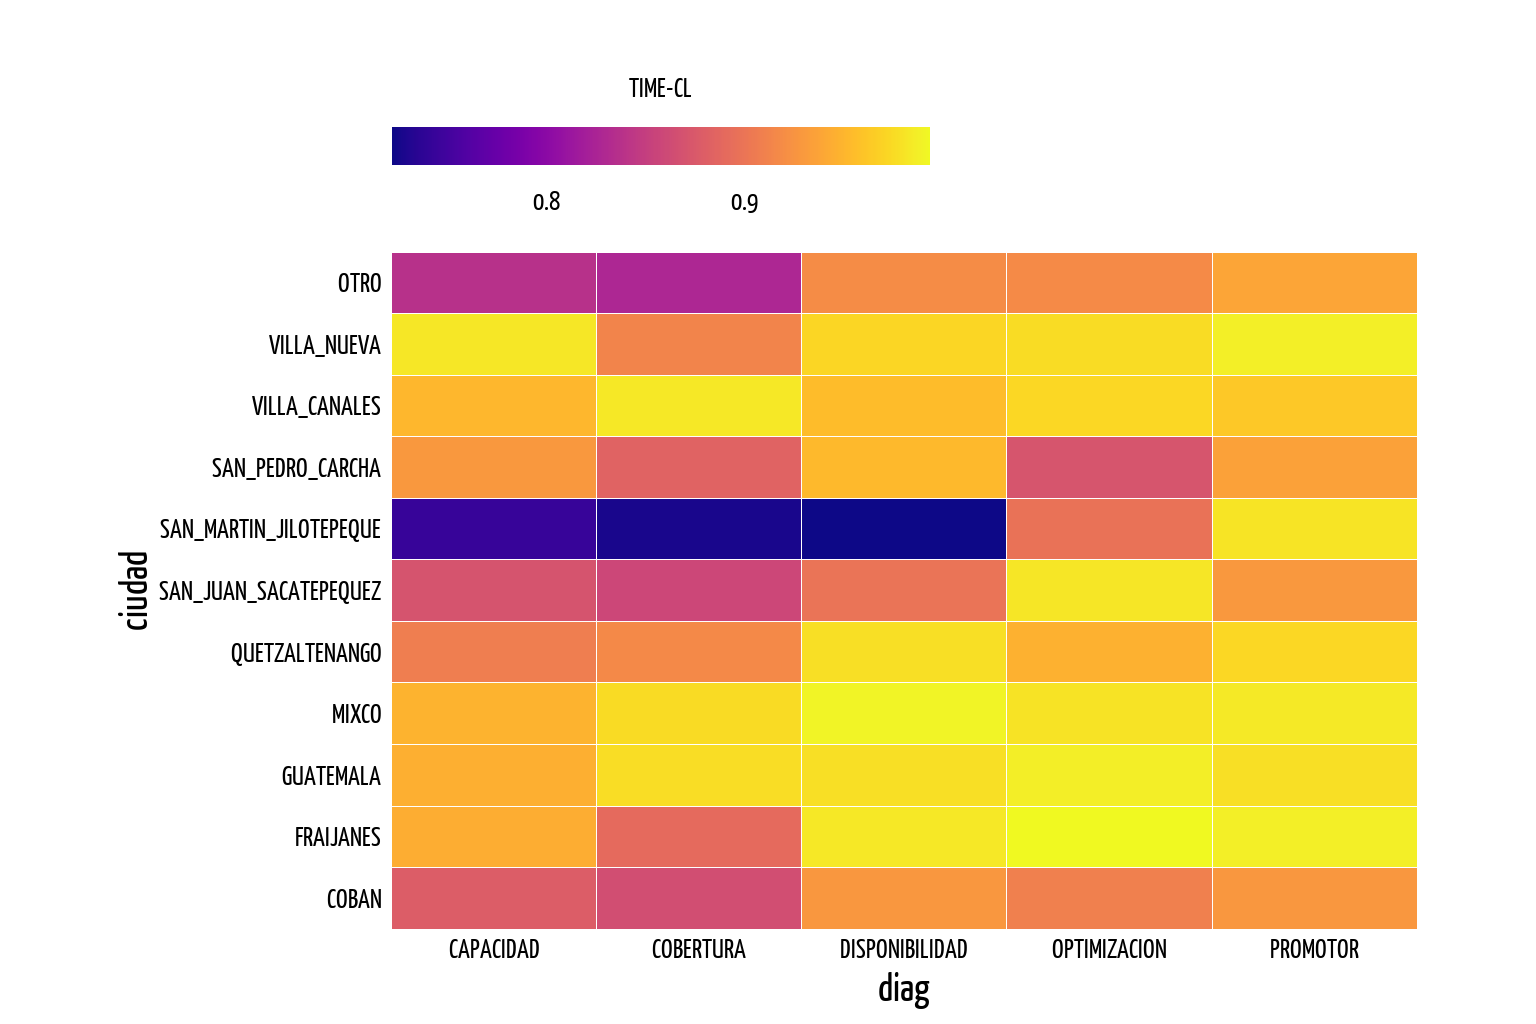 TIME-CL
0.8 0.9
OTRO
VILLA_NUEVA
VILLA_CANALES
SAN_PEDRO_CARCHA
SAN_MARTIN_JILOTEPEQUE
SAN_JUAN_SACATEPEQUEZ
QUETZALTENANGO
MIXCO
GUATEMALA
FRAIJANES
COBAN
ciudad
CAPACIDAD COBERTURA DISPONIBILIDAD OPTIMIZACION PROMOTOR
diag